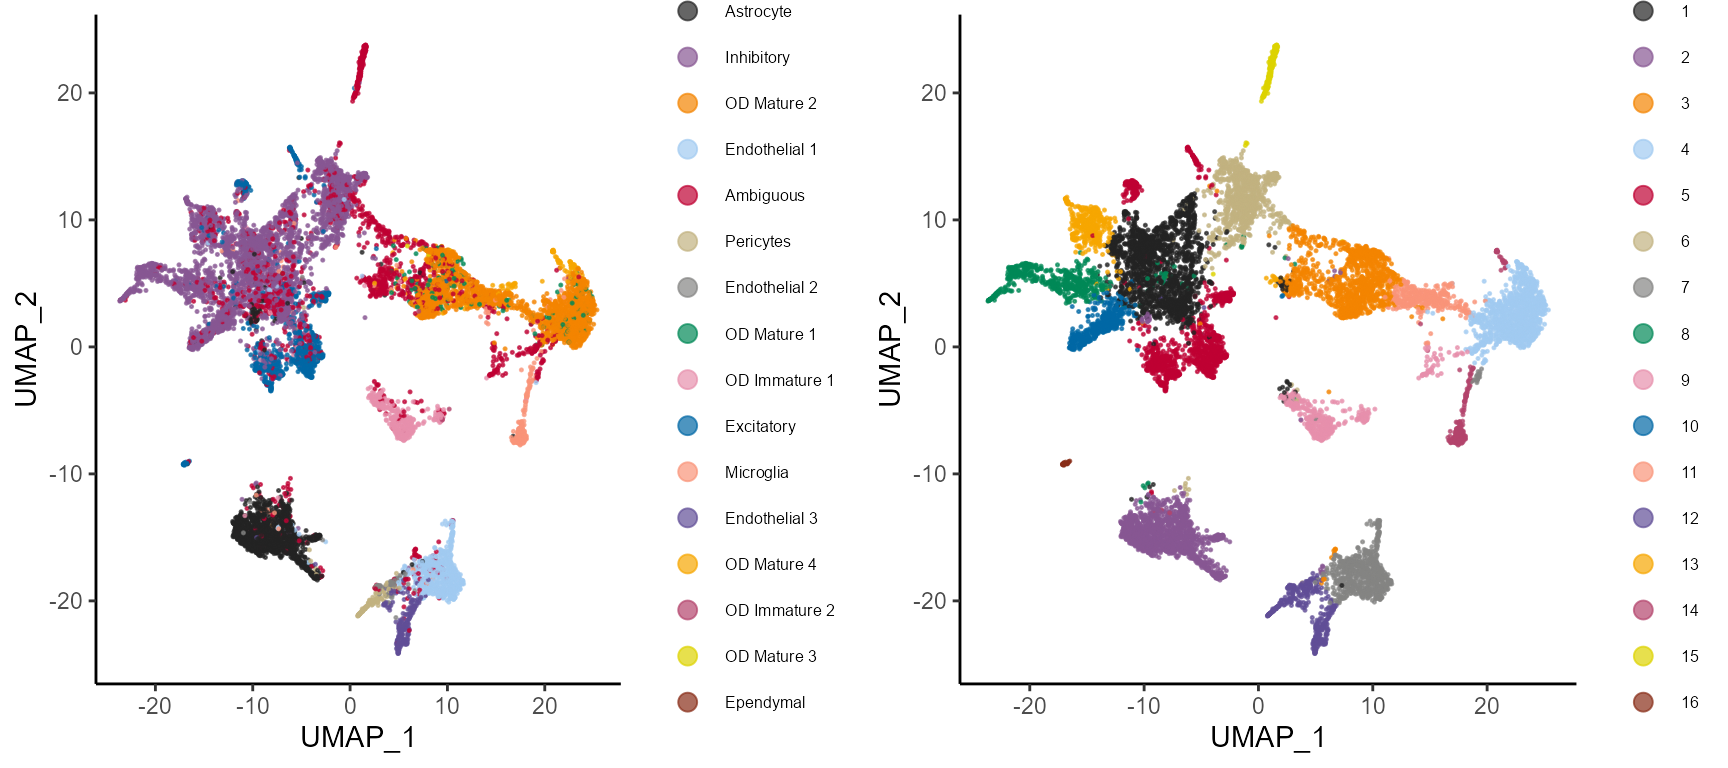 20
10
0
-10
-20
UMAP_2
-20
-10
0
10
20
UMAP_1
Astrocyte
Inhibitory
OD Mature 2
Endothelial 1
Ambiguous
Pericytes
Endothelial 2
OD Mature 1
OD Immature 1
Excitatory
Microglia
Endothelial 3
OD Mature 4
OD Immature 2
OD Mature 3
Ependymal
20
10
0
-10
-20
UMAP_2
-20
-10
0
10
20
UMAP_1
1
2
3
4
5
6
7
8
9
10
11
12
13
14
15
16